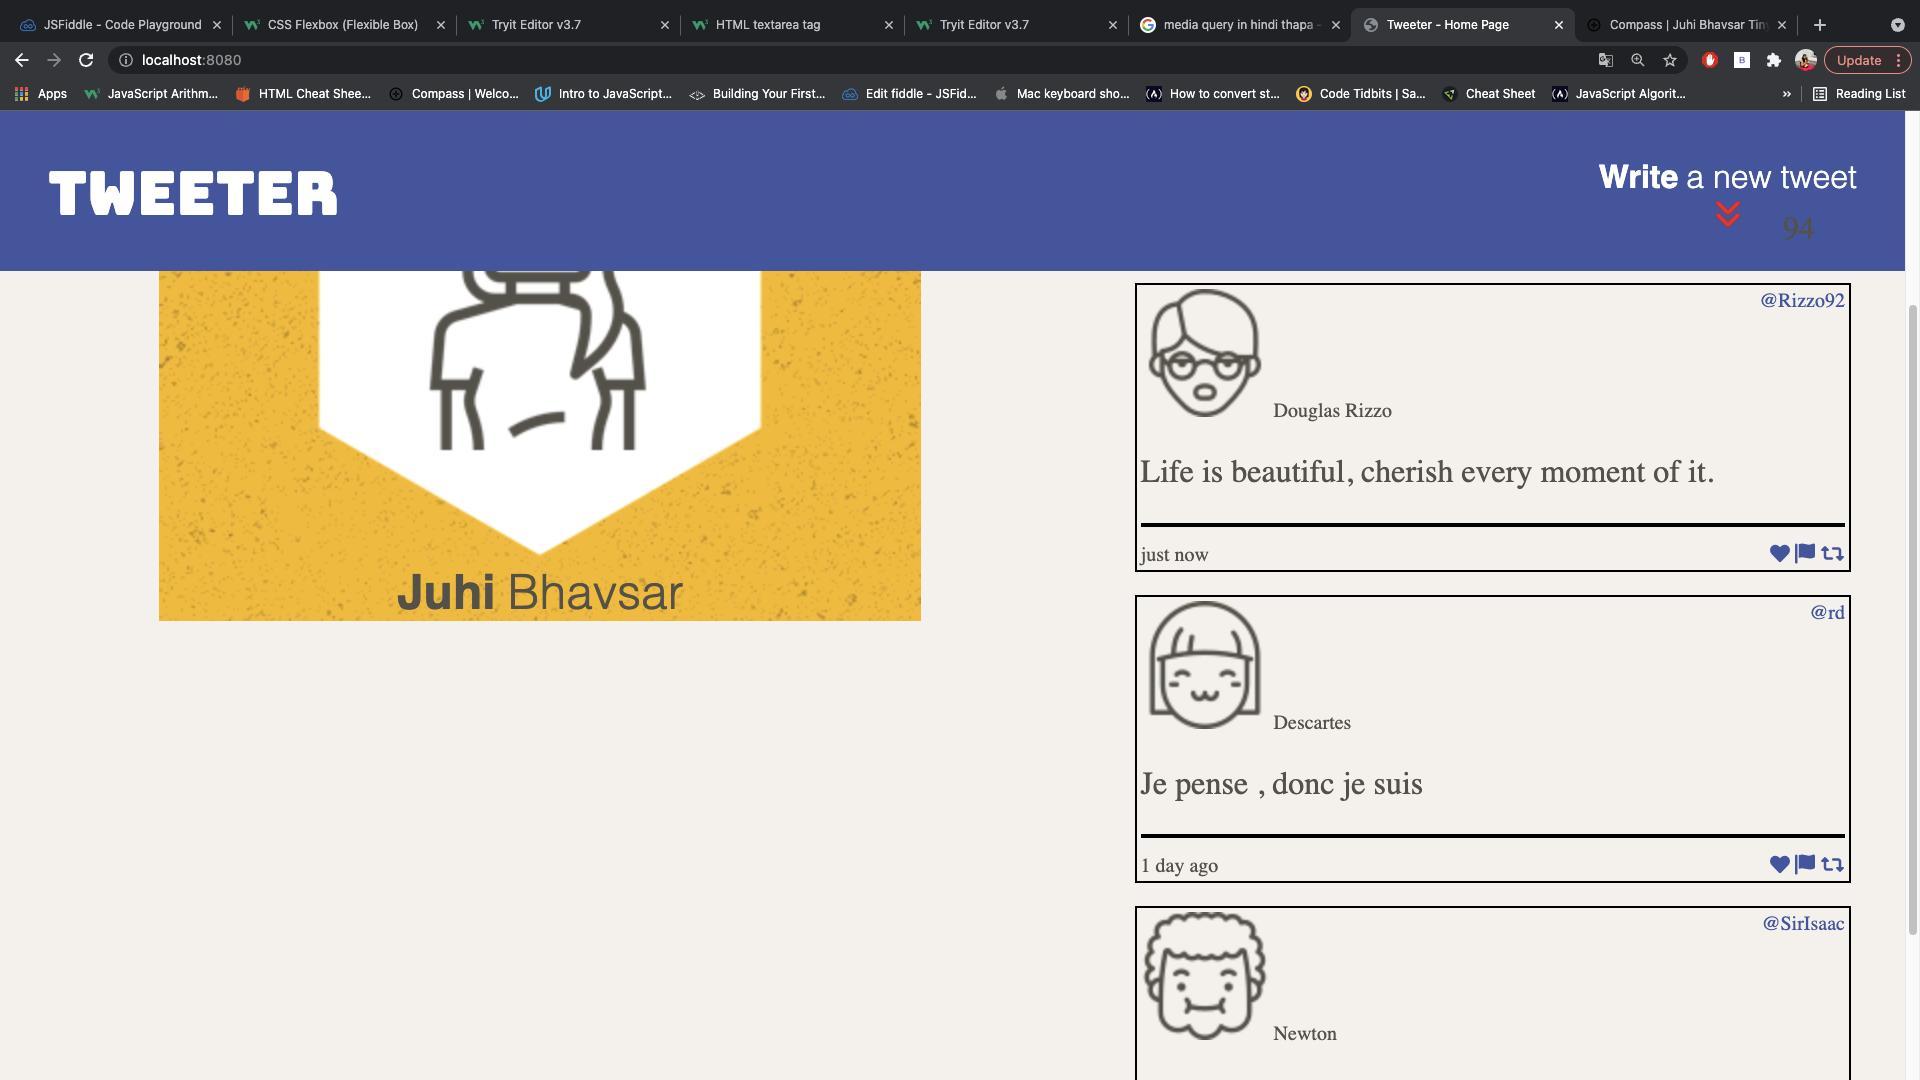 JSFiddle - Code Playground
CSS Flexbox (Flexible Box)
Tryit Editor v3.7
HTML textarea tag
Tryit Editor v3.7
media query in hindi thapa -
Tweeter - Home Page
Compass | Juhi Bhavsar
localhost:8080
Update
Apps
JavaScript Arithm...
HTML Cheat Shee...
Compass | Welco...
Intro to JavaScript...
Building Your First...
Edit fiddle - JSFid...
Mac keyboard sho...
How to convert st...
Code Tidbits | Sa...
Cheat Sheet
JavaScript Algorit...
»
Reading List
TWEETER
Write a new tweet
94
Juhi Bhavsar
@Rizzo92
Douglas Rizzo
Life is beautiful, cherish every moment of it.
just now
@rd
Descartes
Je pense , donc je suis
1 day ago
@SirIsaac
Newton